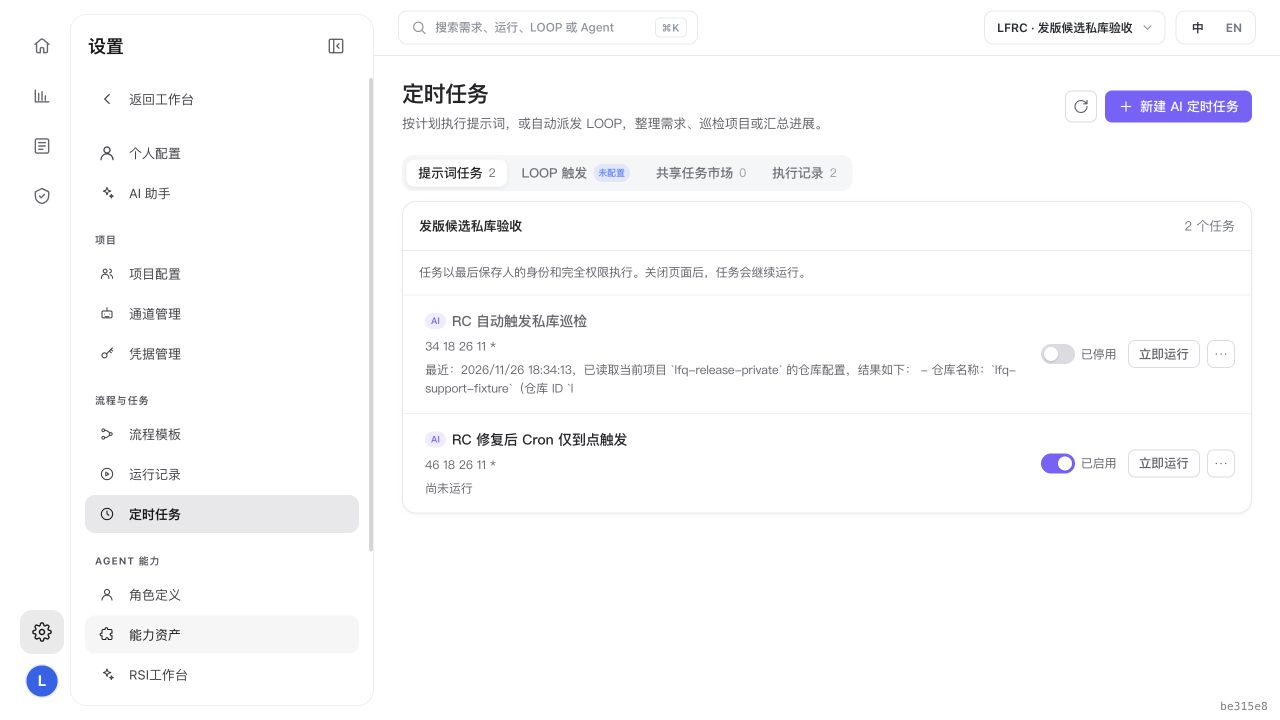 设置
返回工作台
个人配置
AI 助手
项目
项目配置
通道管理
凭据管理
流程与任务
流程模板
运行记录
定时任务
AGENT 能力
角色定义
能力资产
RSI工作台
L
搜索需求、运行、LOOP 或 Agent ⌘K
LFRC · 发版候选私库验收
中 EN
定时任务
按计划执行提示词，或自动派发 LOOP，整理需求、巡检项目或汇总进展。
新建 AI 定时任务
提示词任务 2 LOOP 触发 未配置 共享任务市场 0 执行记录 2
发版候选私库验收 2 个任务
任务以最后保存人的身份和完全权限执行。关闭页面后，任务会继续运行。
AI RC 自动触发私库巡检
34 18 26 11 *
最近：2026/11/26 18:34:13，已读取当前项目 `lfq-release-private` 的仓库配置，结果如下： - 仓库名称：`lfq-
support-fixture`（仓库 ID `l
已停用 立即运行 ···
AI RC 修复后 Cron 仅到点触发
46 18 26 11 *
尚未运行
已启用 立即运行 ···
be315e8